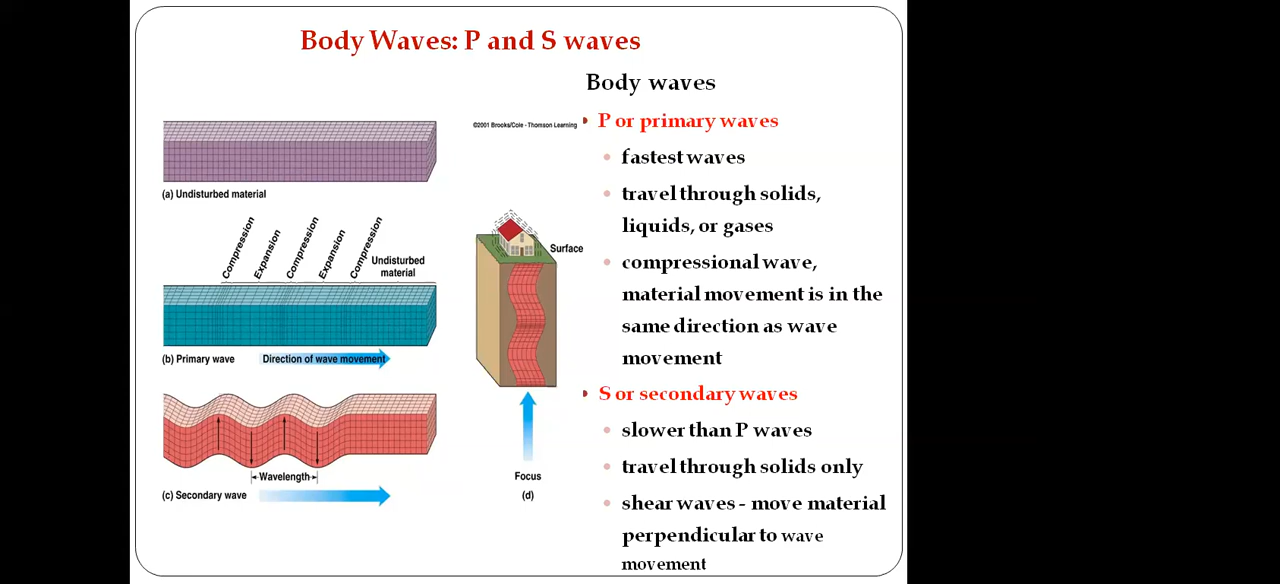 Body Waves: P and S waves
Body waves
©2001 Brooks/Cole - Thomson Learning
P or primary waves
fastest waves
travel through solids,
liquids, or gases
compressional wave,
material movement is in the
same direction as wave
movement
S or secondary waves
slower than P waves
travel through solids only
shear waves - move material
perpendicular to wave
movement
(a) Undisturbed material
Compression
Expansion
Compression
Expansion
Compression
Undisturbed
material
(b) Primary wave
Direction of wave movement
Wavelength
(c) Secondary wave
Surface
Focus
(d)